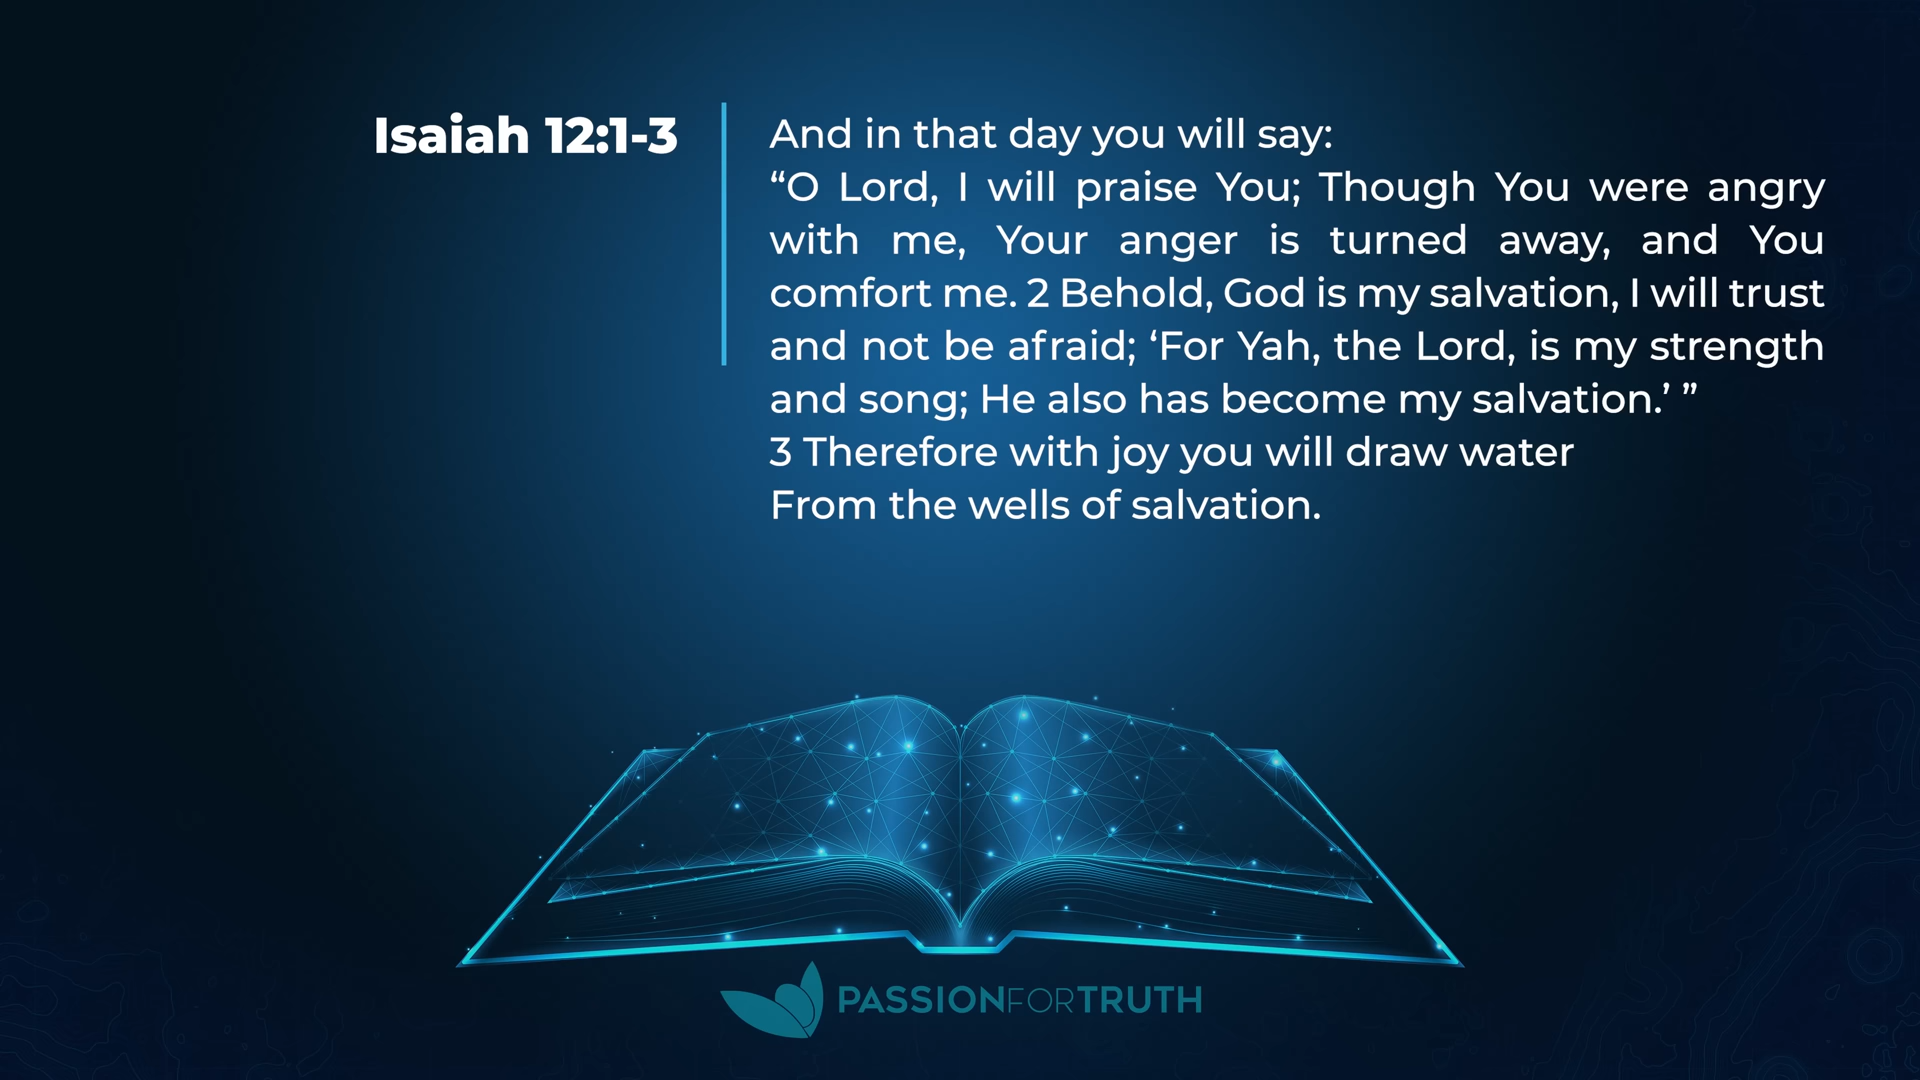 Isaiah 12:1-3
And in that day you will say:
“O Lord, I will praise You; Though You were angry
with me, Your anger is turned away, and You
comfort me. 2 Behold, God is my salvation, I will trust
and not be afraid; ‘For Yah, the Lord, is my strength
and song; He also has become my salvation.’ ”
3 Therefore with joy you will draw water
From the wells of salvation.
PASSIONFORTRUTH